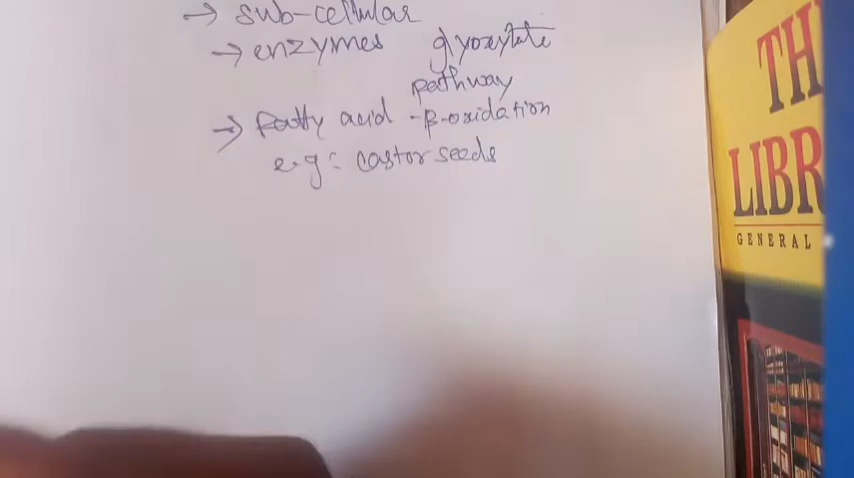 → sub-cellular
→ enzymes glyoxylate
pathway
→ Fatty acid -β-oxidation
e.g: castor seeds
TH
LIBR
GENERAL